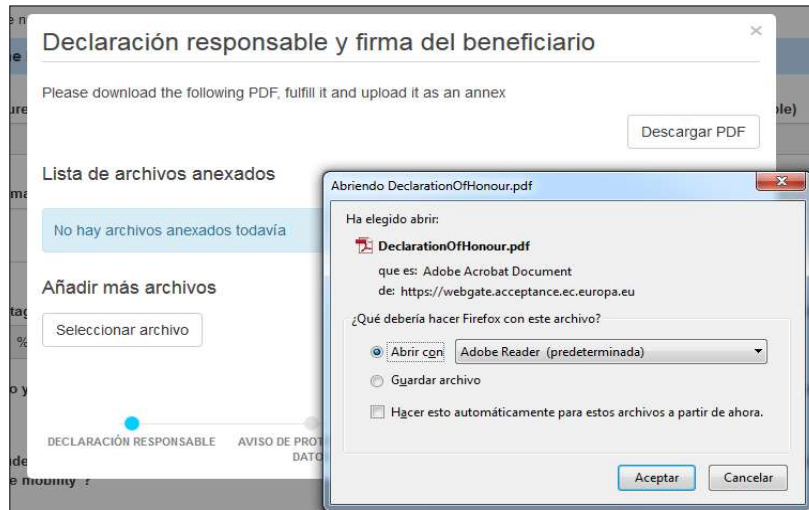 Declaración responsable y firma del beneficiario
×
Please download the following PDF, fulfill it and upload it as an annex
Descargar PDF
Lista de archivos anexados
No hay archivos anexados todavía
Añadir más archivos
Seleccionar archivo
DECLARACIÓN RESPONSABLE
AVISO DE PROT
DATO
Abriendo DeclarationOfHonour.pdf
Ha elegido abrir:
DeclarationOfHonour.pdf
que es: Adobe Acrobat Document
de: https://webgate.acceptance.ec.europa.eu
¿Qué debería hacer Firefox con este archivo?
Abrir con
Adobe Reader (predeterminada)
Guardar archivo
Hacer esto automáticamente para estos archivos a partir de ahora.
Aceptar
Cancelar
%
e mobility ?